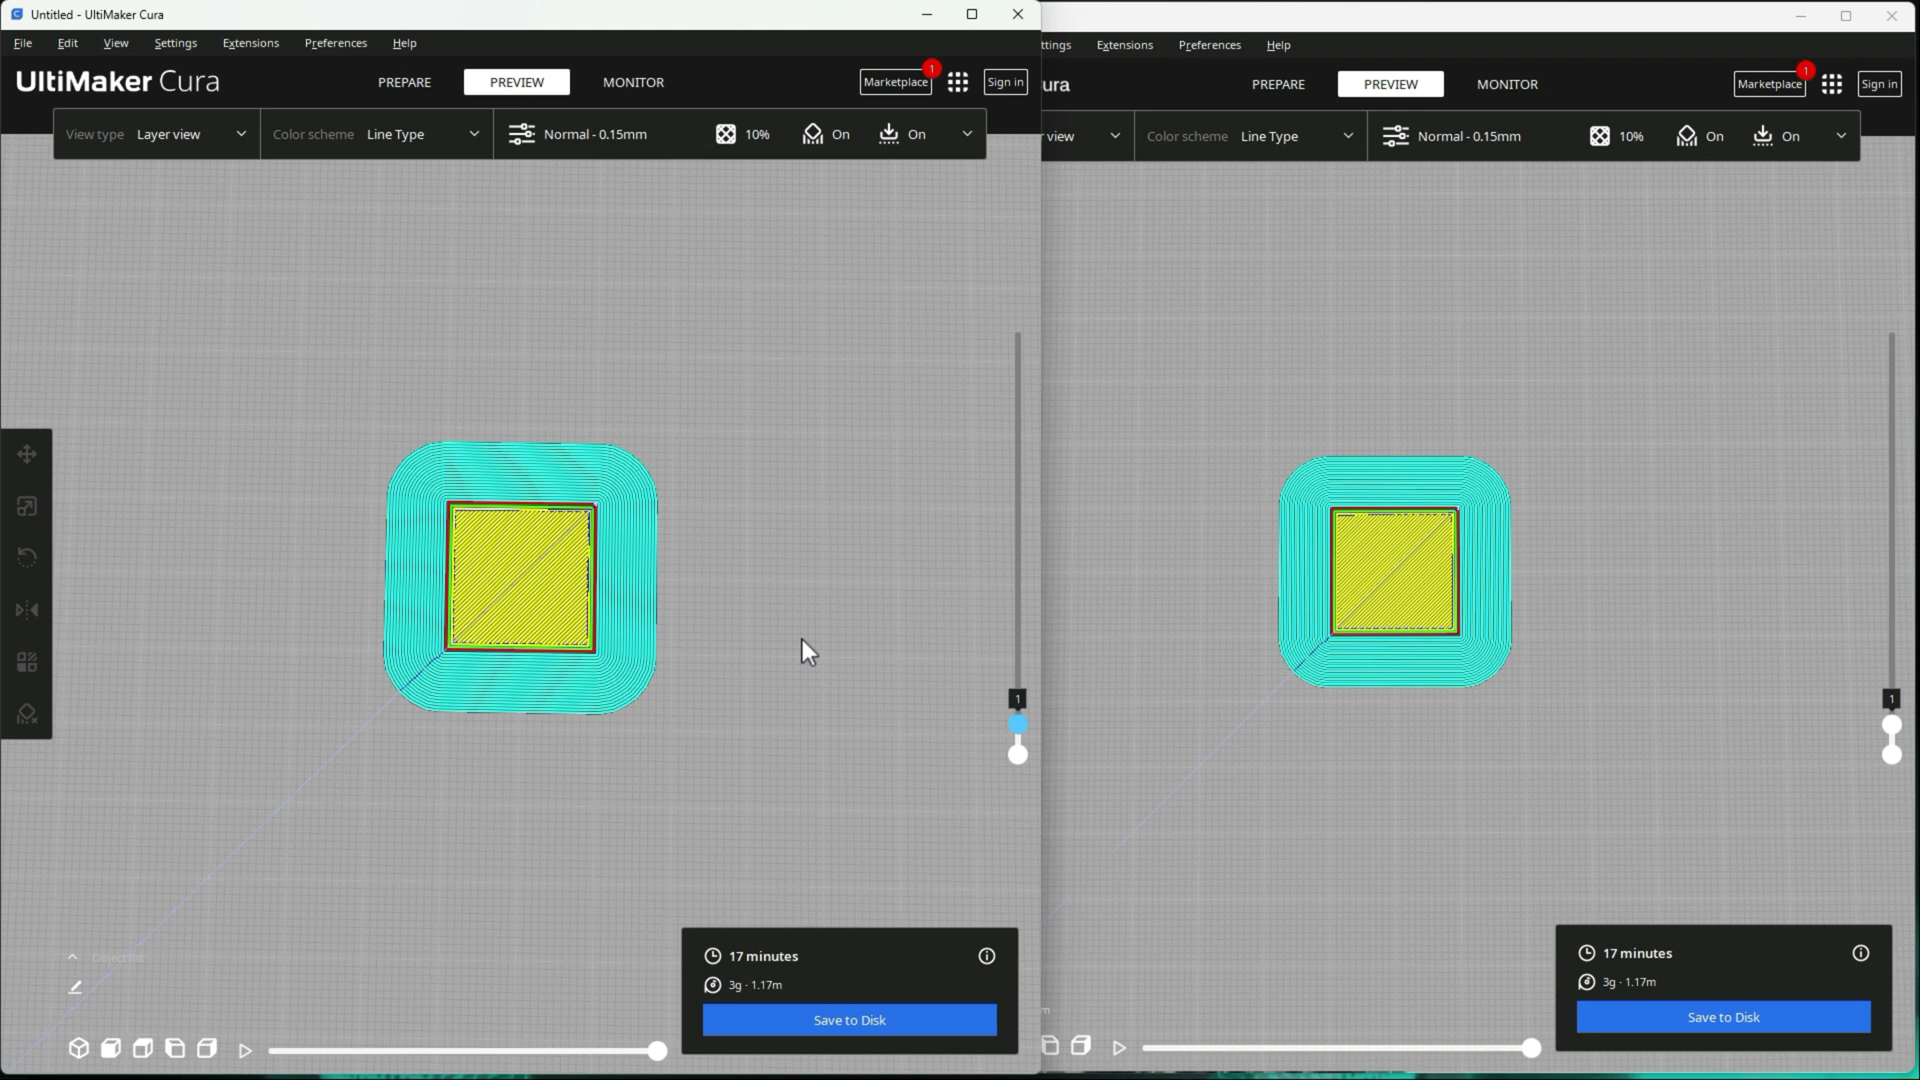 Untitled - UltiMaker Cura
File Edit View Settings Extensions Preferences Help
UltiMaker Cura
PREPARE PREVIEW MONITOR
Marketplace 1 Sign in
View type Layer view Color scheme Line Type Normal - 0.15mm 10% On On
1
17 minutes
3g · 1.17m
Save to Disk
ttings Extensions Preferences Help
ura
PREPARE PREVIEW MONITOR
Marketplace 1 Sign in
view Color scheme Line Type Normal - 0.15mm 10% On On
1
17 minutes
3g · 1.17m
Save to Disk